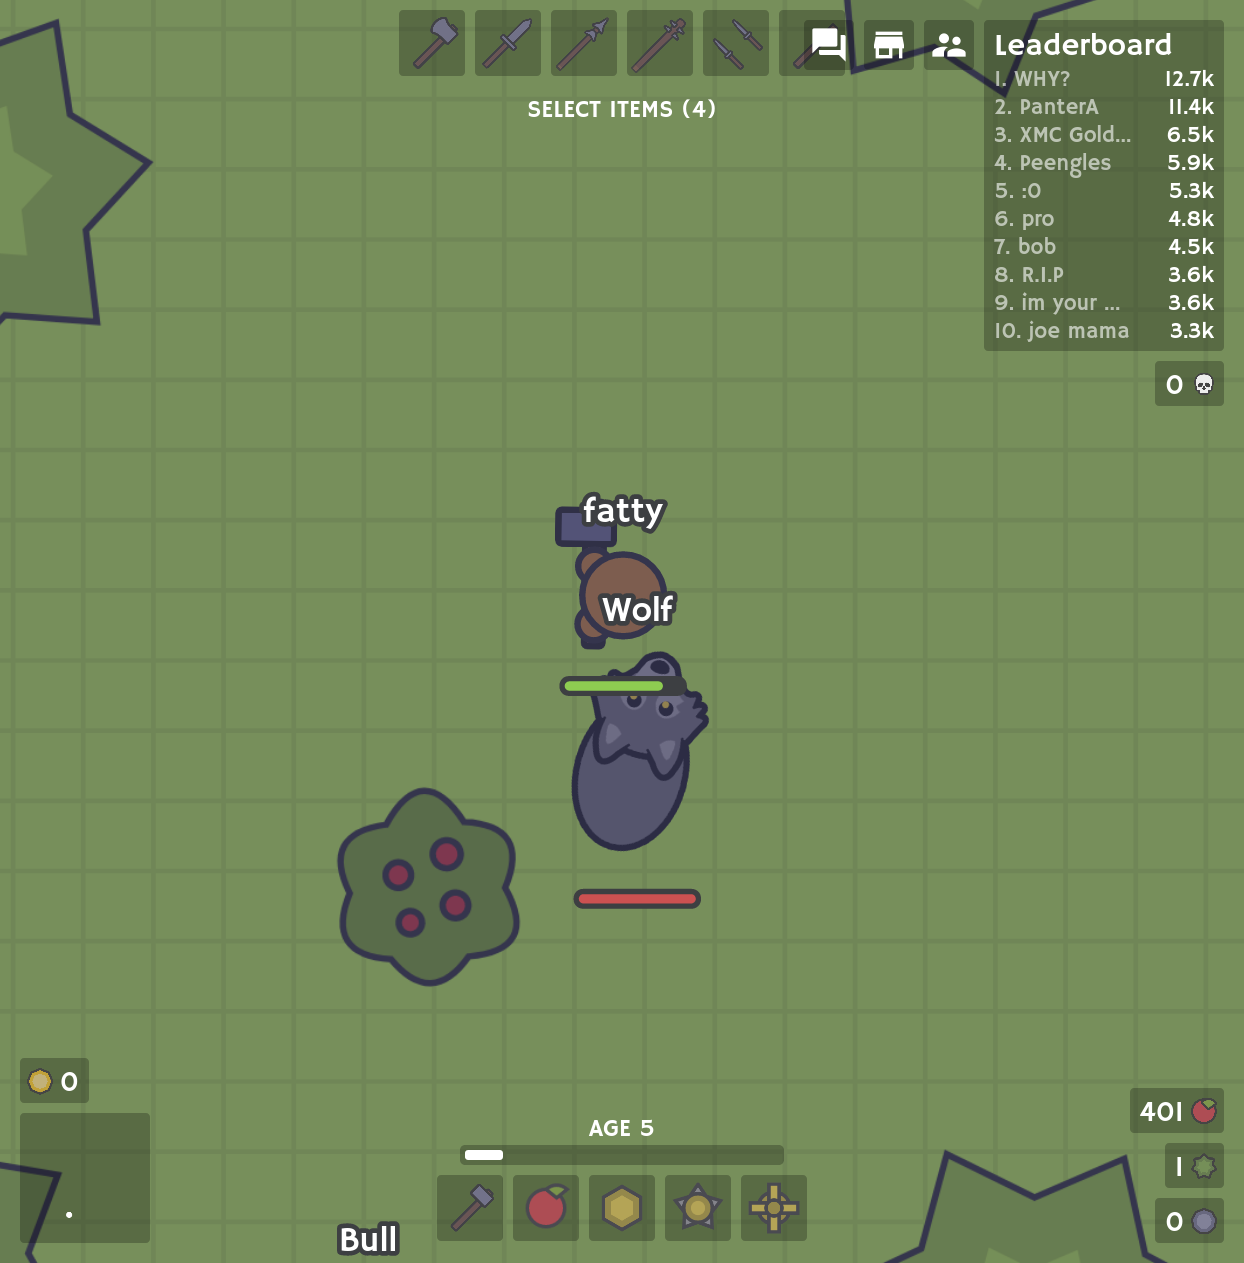 SELECT ITEMS (4)
Leaderboard
1. WHY? 12.7k
2. PanterA 11.4k
3. XMC Gold... 6.5k
4. Peengles 5.9k
5. :0 5.3k
6. pro 4.8k
7. bob 4.5k
8. R.I.P 3.6k
9. im your ... 3.6k
10. joe mama 3.3k
0
fatty
Wolf
0
401
AGE 5
1
0
Bull